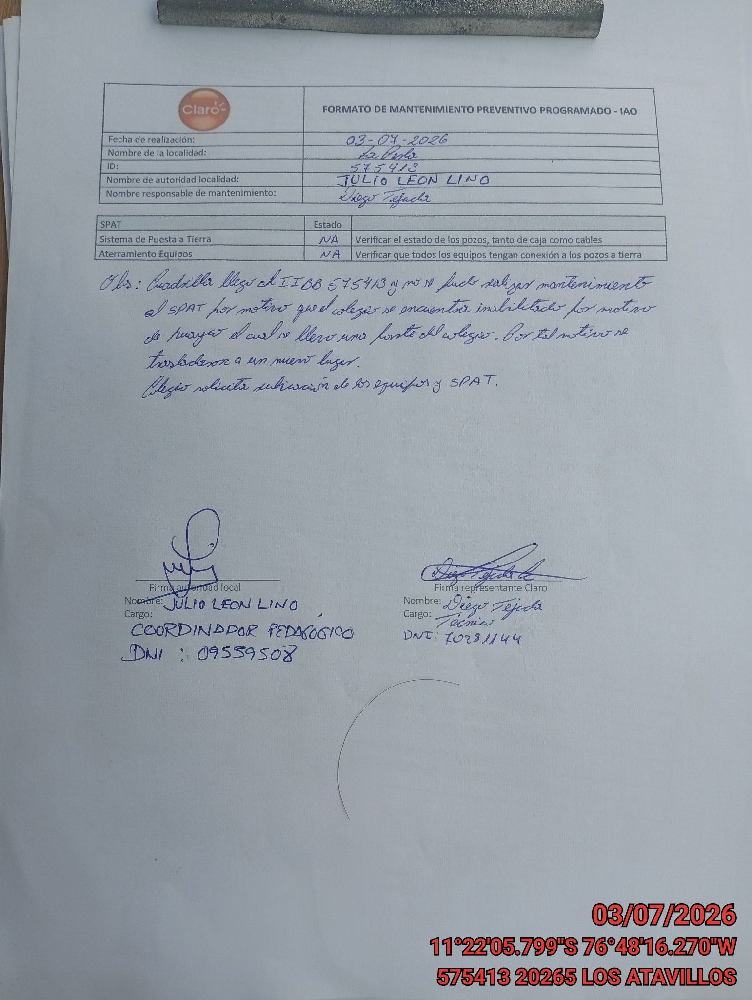 Claro
FORMATO DE MANTENIMIENTO PREVENTIVO PROGRAMADO - IAO
Fecha de realización: 03-07-2026
Nombre de la localidad: La Perla
ID: 575413
Nombre de autoridad localidad: JULIO LEON LINO
Nombre responsable de mantenimiento: Diego Tejada
SPAT Estado
Sistema de Puesta a Tierra NA Verificar el estado de los pozos, tanto de caja como cables
Aterramiento Equipos NA Verificar que todos los equipos tengan conexión a los pozos a tierra
Obs: Cuadrilla llego al IIBB 575413 y no se pudo realizar mantenimiento
al SPAT por motivo que el colegio se encuentra inabilitado por motivo
de huayco el cual se llevo una parte del colegio. Por tal motivo se
trasladaron a un nuevo lugar.
Colegio solicita reubicación de los equipos y SPAT.
Diego Tejada
Firma autoridad local Firma representante Claro
Nombre: JULIO LEON LINO Nombre: Diego Tejada
Cargo: Cargo: Técnico
COORDINADOR PEDAGÓGICO DNI: 70281144
DNI : 09559508
03/07/2026
11°22'05.799"S 76°48'16.270"W
575413 20265 LOS ATAVILLOS